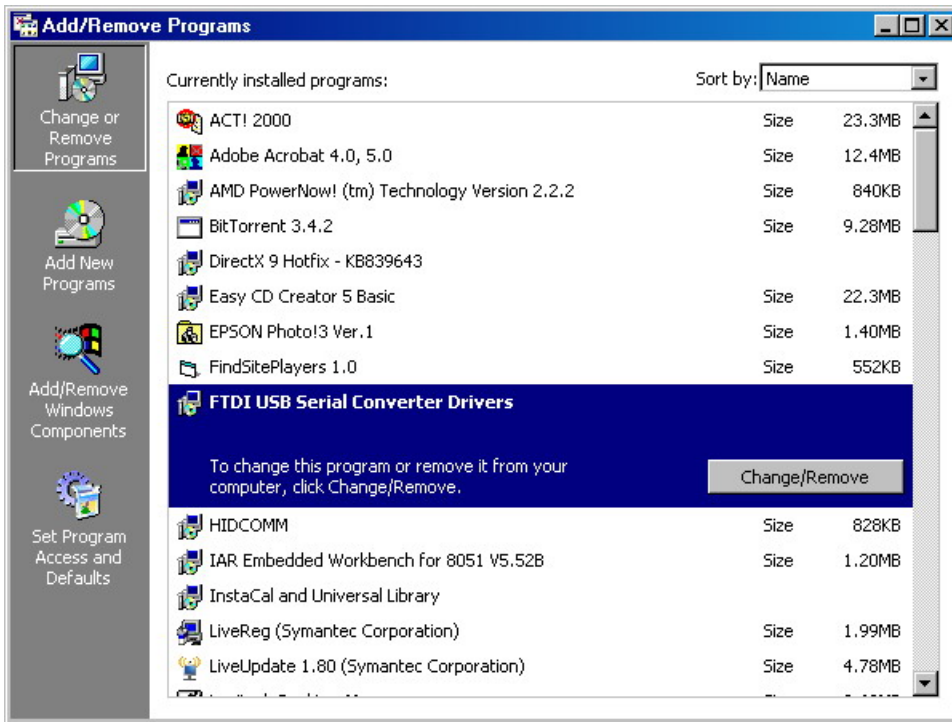 Add/Remove Programs
Change or
Remove
Programs
Add New
Programs
Add/Remove
Windows
Components
Set Program
Access and
Defaults
Currently installed programs:
Sort by: Name
ACT! 2000 Size 23.3MB
Adobe Acrobat 4.0, 5.0 Size 12.4MB
AMD PowerNow! (tm) Technology Version 2.2.2 Size 840KB
BitTorrent 3.4.2 Size 9.28MB
DirectX 9 Hotfix - KB839643
Easy CD Creator 5 Basic Size 22.3MB
EPSON Photo!3 Ver.1 Size 1.40MB
FindSitePlayers 1.0 Size 552KB
FTDI USB Serial Converter Drivers
To change this program or remove it from your
computer, click Change/Remove.
Change/Remove
HIDCOMM Size 828KB
IAR Embedded Workbench for 8051 V5.52B Size 1.20MB
InstaCal and Universal Library
LiveReg (Symantec Corporation) Size 1.99MB
LiveUpdate 1.80 (Symantec Corporation) Size 4.78MB